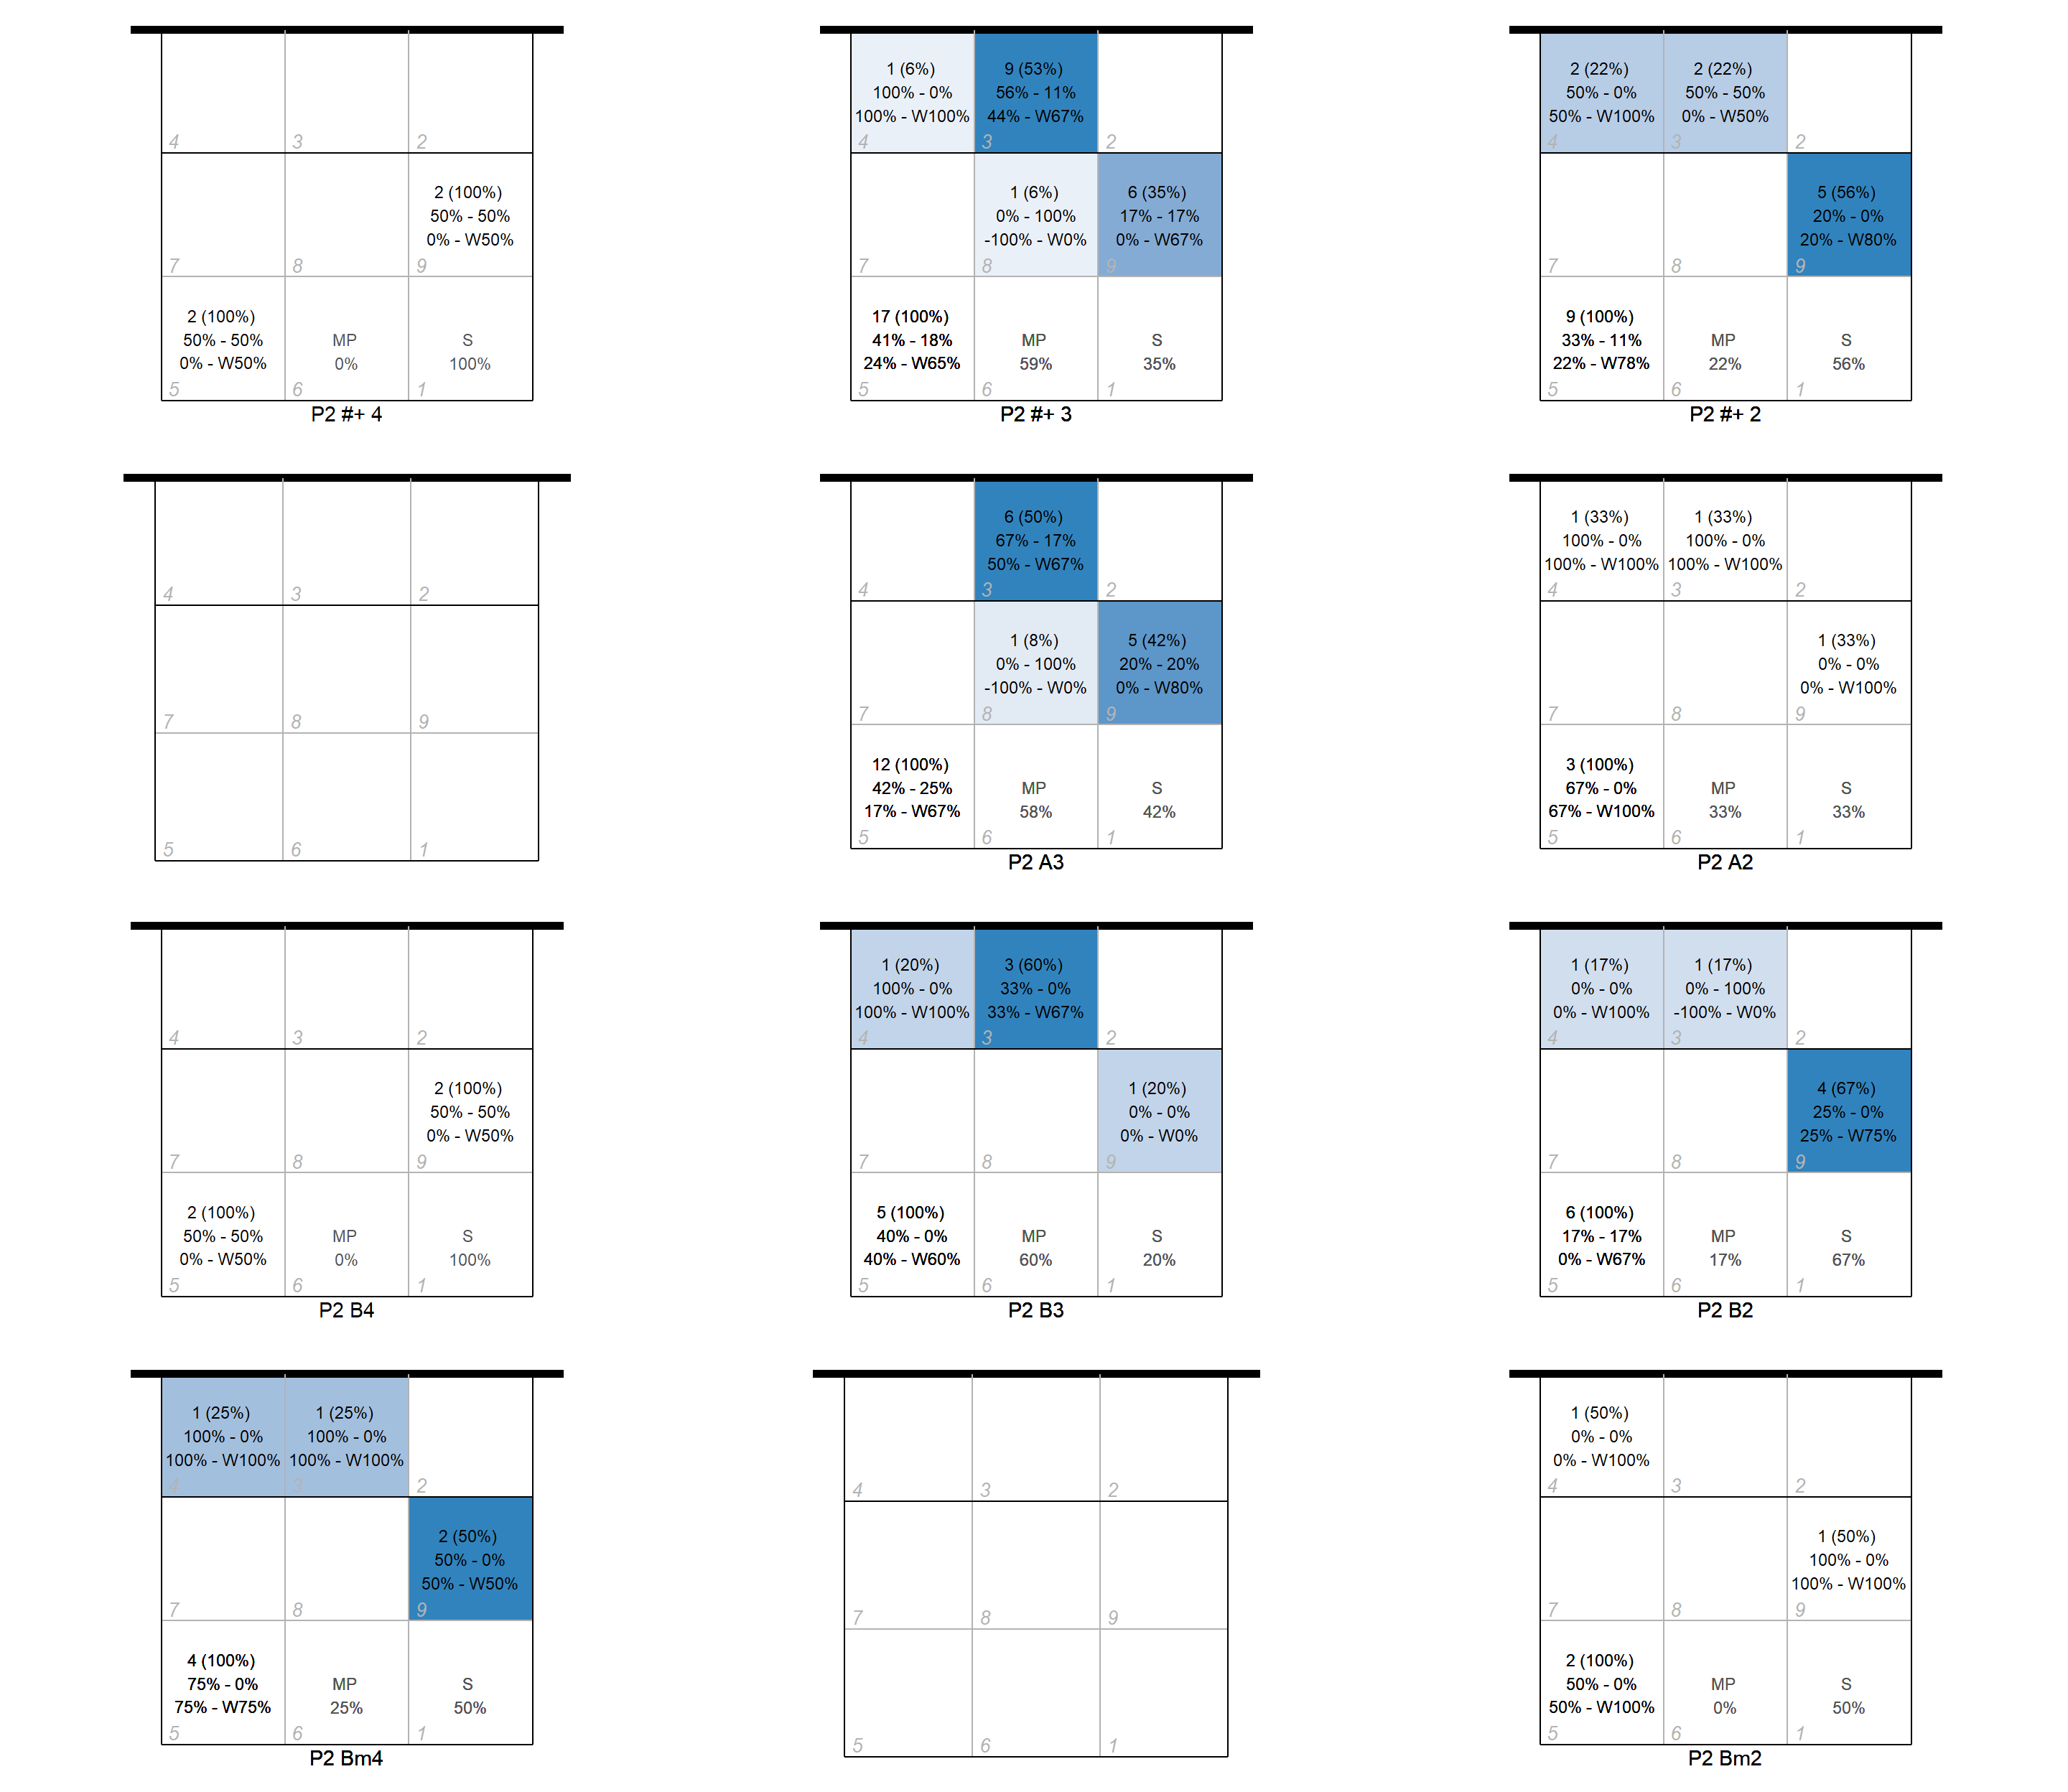 4
3
2
2 (100%)
50% - 50%
0% - W50%
7
8
9
2 (100%)
50% - 50%
0% - W50%
MP
0%
S
100%
5
6
1
P2 #+ 4
1 (6%)
100% - 0%
100% - W100%
9 (53%)
56% - 11%
44% - W67%
4
3
2
1 (6%)
0% - 100%
-100% - W0%
6 (35%)
17% - 17%
0% - W67%
7
8
9
17 (100%)
41% - 18%
24% - W65%
MP
59%
S
35%
5
6
1
P2 #+ 3
2 (22%)
50% - 0%
50% - W100%
2 (22%)
50% - 50%
0% - W50%
4
3
2
5 (56%)
20% - 0%
20% - W80%
7
8
9
9 (100%)
33% - 11%
22% - W78%
MP
22%
S
56%
5
6
1
P2 #+ 2
4
3
2
7
8
9
5
6
1
6 (50%)
67% - 17%
50% - W67%
4
3
2
1 (8%)
0% - 100%
-100% - W0%
5 (42%)
20% - 20%
0% - W80%
7
8
9
12 (100%)
42% - 25%
17% - W67%
MP
58%
S
42%
5
6
1
P2 A3
1 (33%)
100% - 0%
100% - W100%
1 (33%)
100% - 0%
100% - W100%
4
3
2
1 (33%)
0% - 0%
0% - W100%
7
8
9
3 (100%)
67% - 0%
67% - W100%
MP
33%
S
33%
5
6
1
P2 A2
4
3
2
2 (100%)
50% - 50%
0% - W50%
7
8
9
2 (100%)
50% - 50%
0% - W50%
MP
0%
S
100%
5
6
1
P2 B4
1 (20%)
100% - 0%
100% - W100%
3 (60%)
33% - 0%
33% - W67%
4
3
2
1 (20%)
0% - 0%
0% - W0%
7
8
9
5 (100%)
40% - 0%
40% - W60%
MP
60%
S
20%
5
6
1
P2 B3
1 (17%)
0% - 0%
0% - W100%
1 (17%)
0% - 100%
-100% - W0%
4
3
2
4 (67%)
25% - 0%
25% - W75%
7
8
9
6 (100%)
17% - 17%
0% - W67%
MP
17%
S
67%
5
6
1
P2 B2
1 (25%)
100% - 0%
100% - W100%
1 (25%)
100% - 0%
100% - W100%
4
3
2
2 (50%)
50% - 0%
50% - W50%
7
8
9
4 (100%)
75% - 0%
75% - W75%
MP
25%
S
50%
5
6
1
P2 Bm4
4
3
2
7
8
9
5
6
1
1 (50%)
0% - 0%
0% - W100%
4
3
2
1 (50%)
100% - 0%
100% - W100%
7
8
9
2 (100%)
50% - 0%
50% - W100%
MP
0%
S
50%
5
6
1
P2 Bm2